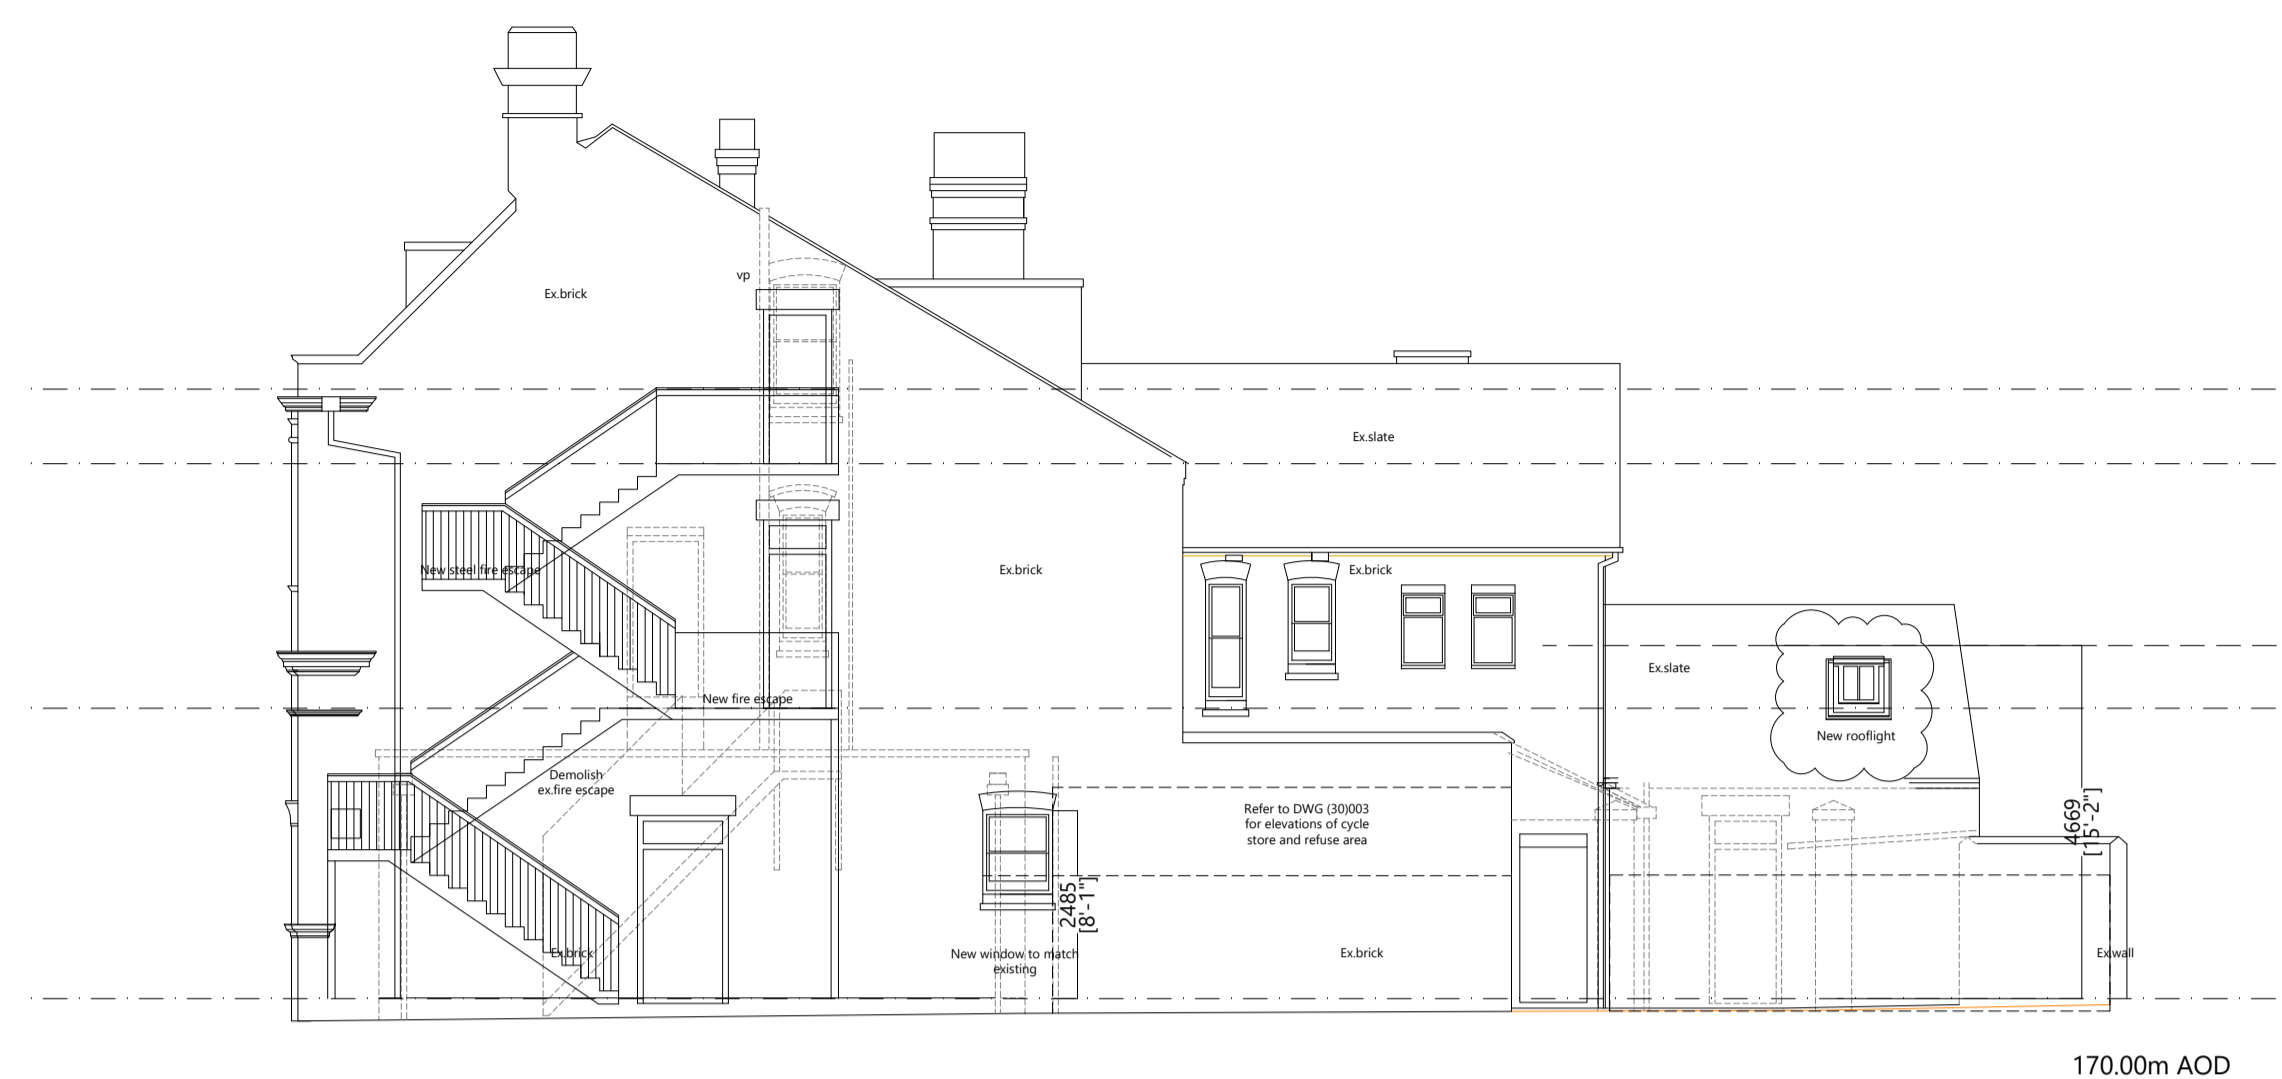 vp
Ex.brick
Ex.slate
New steel fire escape
Ex.brick
Ex.brick
Ex.slate
New fire escape
New rooflight
Demolish
ex.fire escape
Refer to DWG (30)003
for elevations of cycle
store and refuse area
4669
[15'-2"]
2485
[8'-1"]
Ex.brick
New window to match
existing
Ex.brick
Ex.wall
170.00m AOD